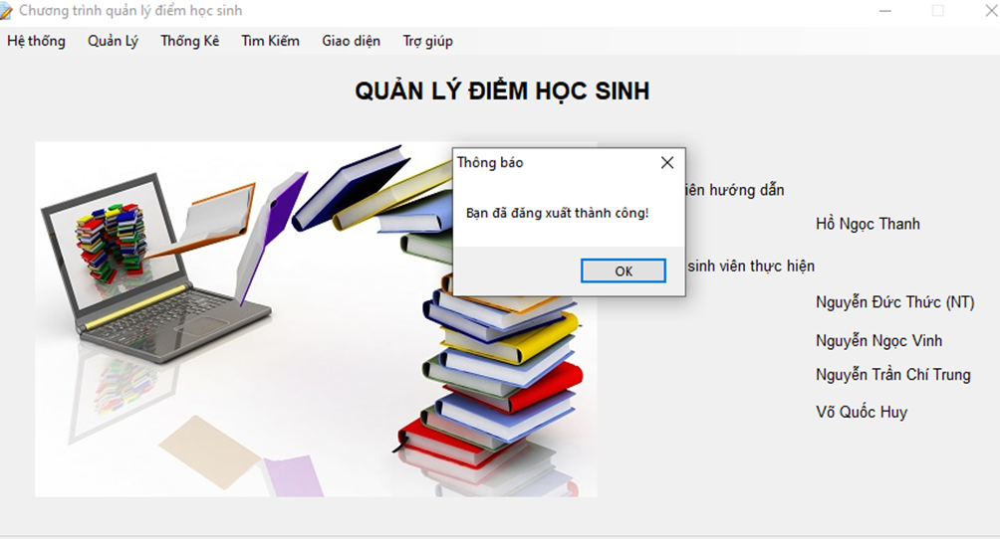 Chương trình quản lý điểm học sinh
Hệ thống Quản Lý Thống Kê Tìm Kiếm Giao diện Trợ giúp
QUẢN LÝ ĐIỂM HỌC SINH
Thông báo
Bạn đã đăng xuất thành công!
OK
hướng dẫn
Hồ Ngọc Thanh
sinh viên thực hiện
Nguyễn Đức Thức (NT)
Nguyễn Ngọc Vinh
Nguyễn Trần Chí Trung
Võ Quốc Huy